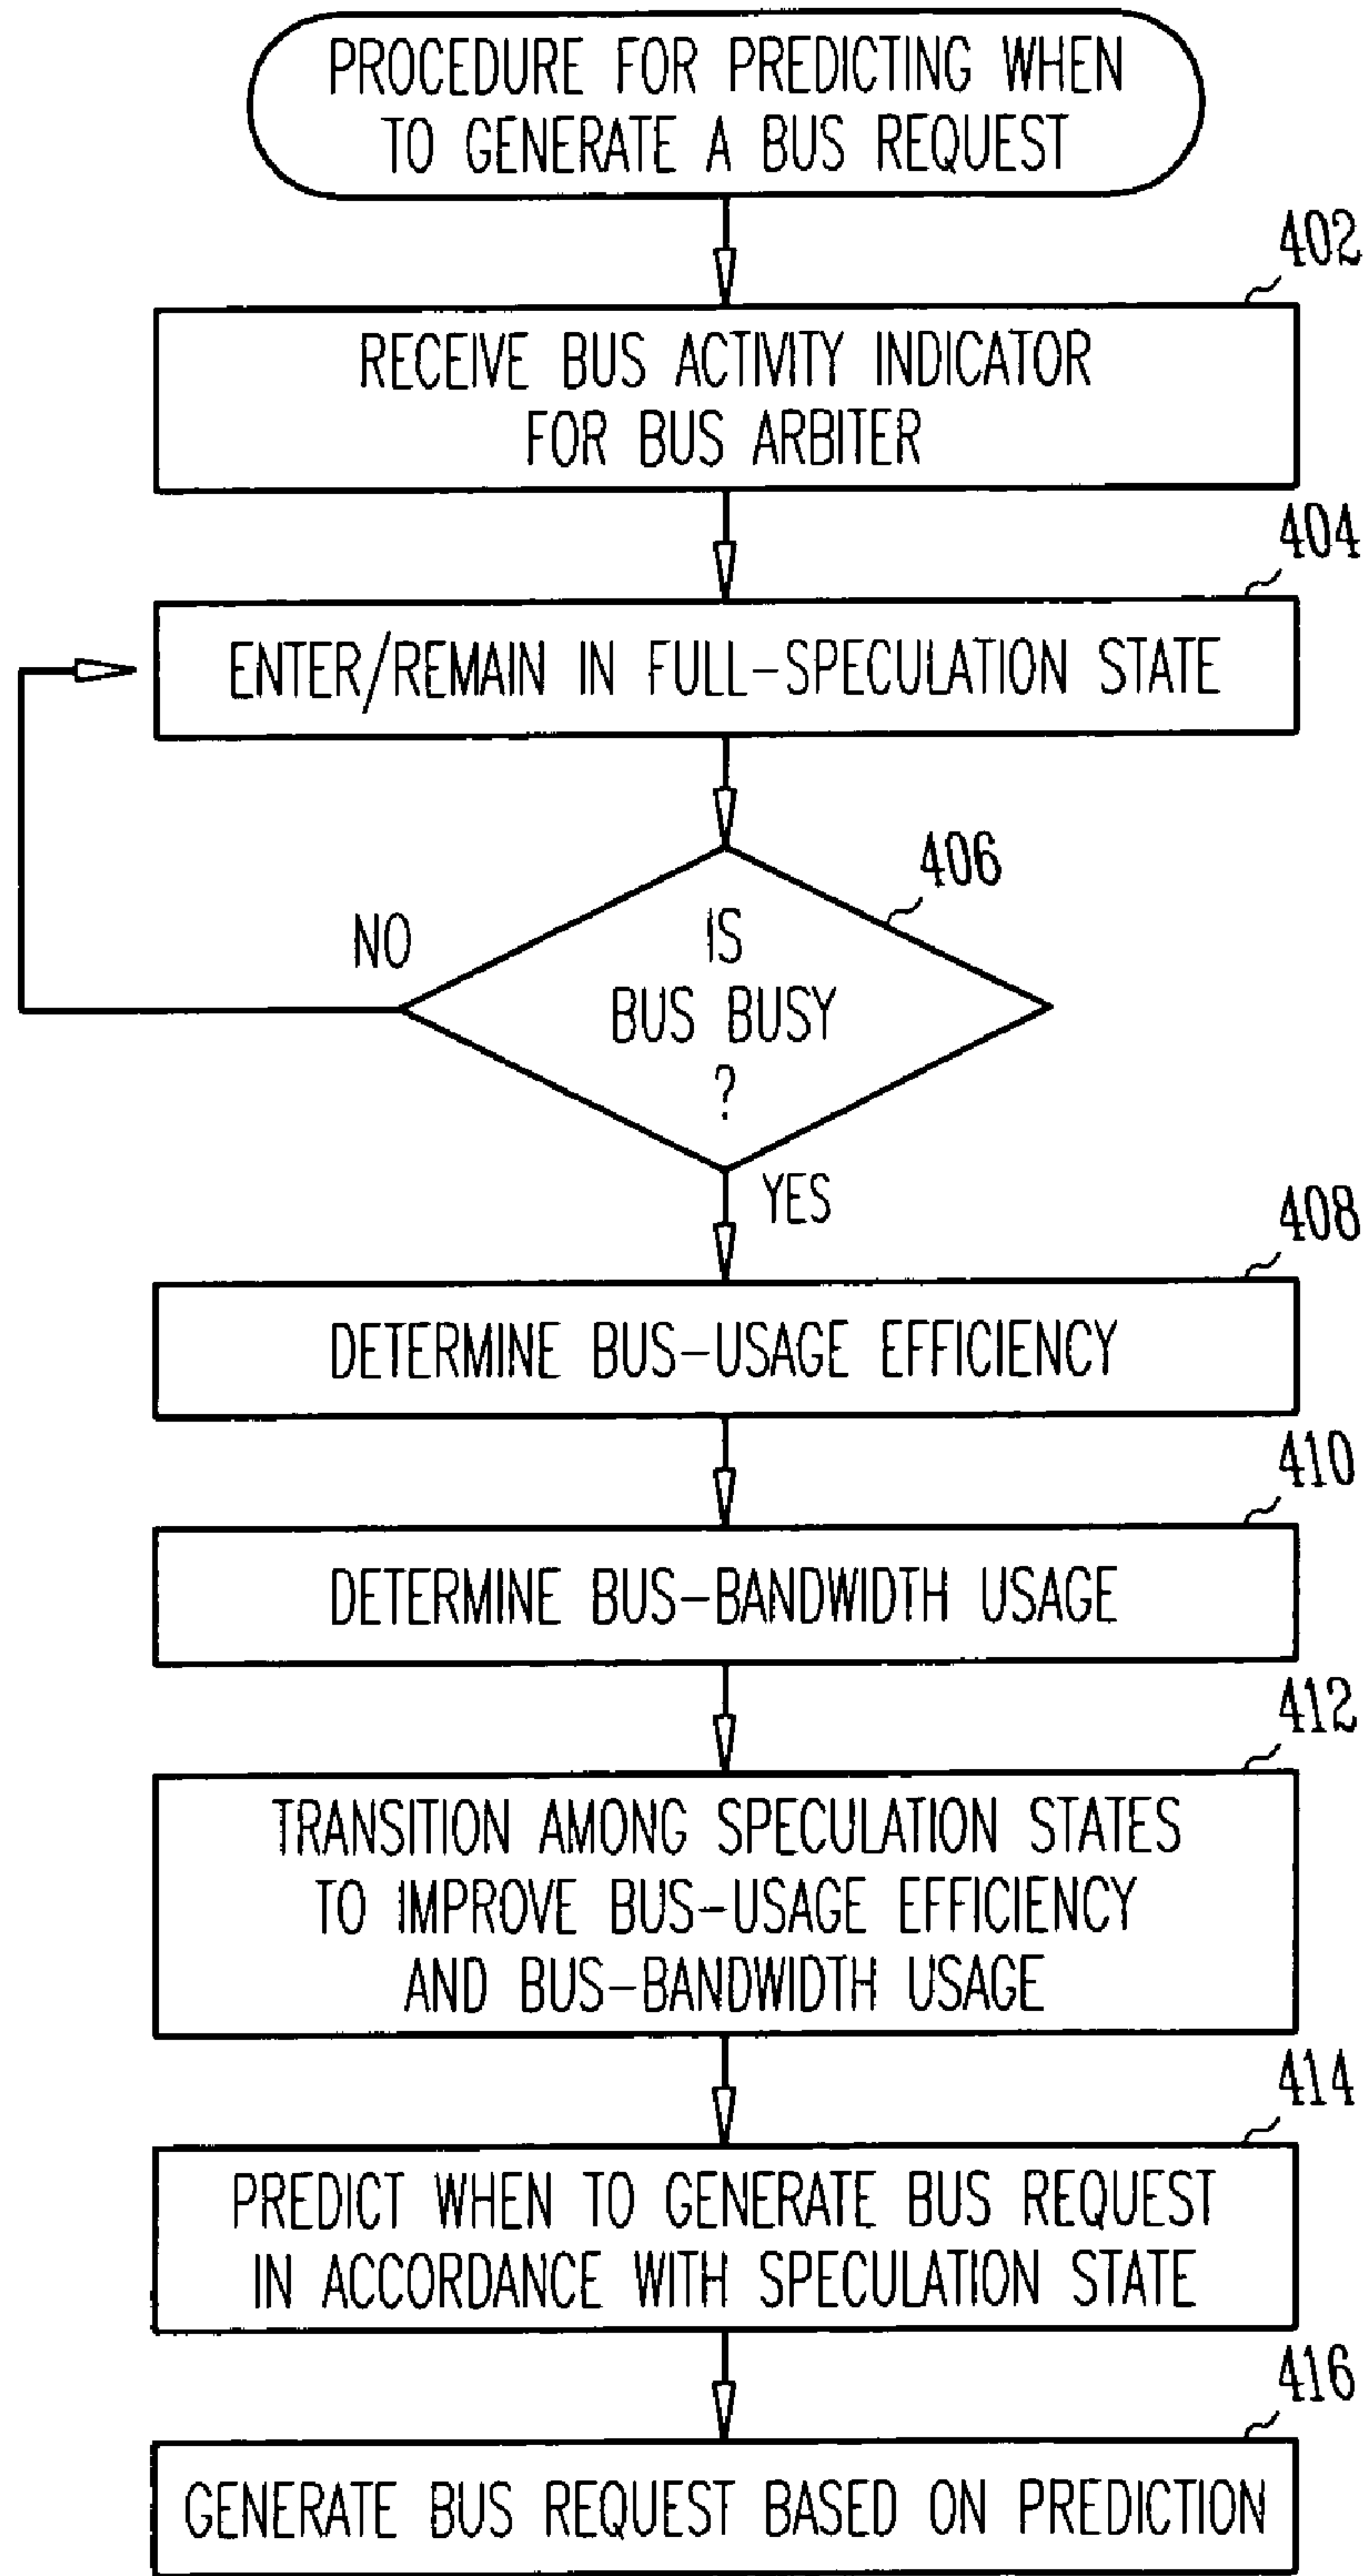 PROCEDURE FOR PREDICTING WHEN
TO GENERATE A BUS REQUEST
402
RECEIVE BUS ACTIVITY INDICATOR
FOR BUS ARBITER
404
ENTER/REMAIN IN FULL-SPECULATION STATE
406
NO
IS
BUS BUSY
?
YES
408
DETERMINE BUS-USAGE EFFICIENCY
410
DETERMINE BUS-BANDWIDTH USAGE
412
TRANSITION AMONG SPECULATION STATES
TO IMPROVE BUS-USAGE EFFICIENCY
AND BUS-BANDWIDTH USAGE
414
PREDICT WHEN TO GENERATE BUS REQUEST
IN ACCORDANCE WITH SPECULATION STATE
416
GENERATE BUS REQUEST BASED ON PREDICTION